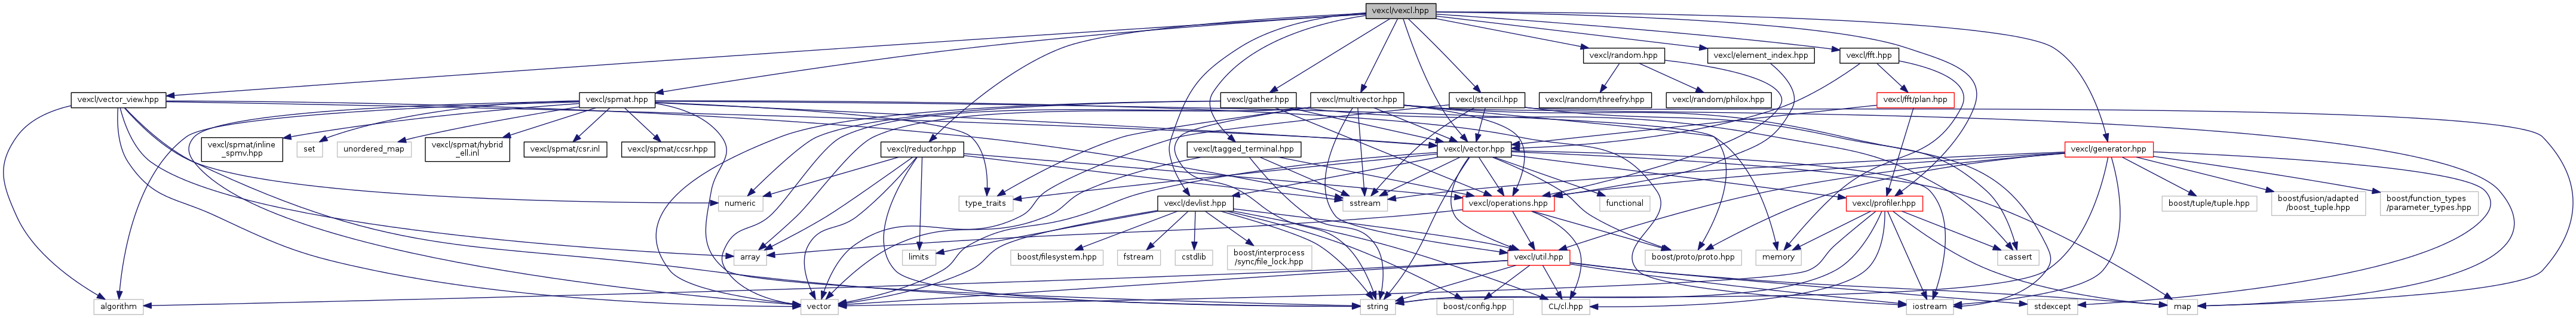 vexcl/vexcl.hpp
vexcl/random.hpp
vexcl/element_index.hpp
vexcl/fft.hpp
vexcl/vector_view.hpp
vexcl/spmat.hpp
vexcl/gather.hpp
vexcl/multivector.hpp
vexcl/stencil.hpp
vexcl/random/threefry.hpp
vexcl/random/philox.hpp
vexcl/fft/plan.hpp
vexcl/spmat/inline
_spmv.hpp
set
unordered_map
vexcl/spmat/hybrid
_ell.inl
vexcl/spmat/csr.inl
vexcl/spmat/ccsr.hpp
vexcl/reductor.hpp
vexcl/tagged_terminal.hpp
vexcl/vector.hpp
vexcl/generator.hpp
numeric
type_traits
vexcl/devlist.hpp
sstream
vexcl/operations.hpp
functional
vexcl/profiler.hpp
boost/tuple/tuple.hpp
boost/fusion/adapted
/boost_tuple.hpp
boost/function_types
/parameter_types.hpp
array
limits
boost/filesystem.hpp
fstream
cstdlib
boost/interprocess
/sync/file_lock.hpp
vexcl/util.hpp
boost/proto/proto.hpp
memory
cassert
algorithm
vector
string
boost/config.hpp
CL/cl.hpp
iostream
stdexcept
map